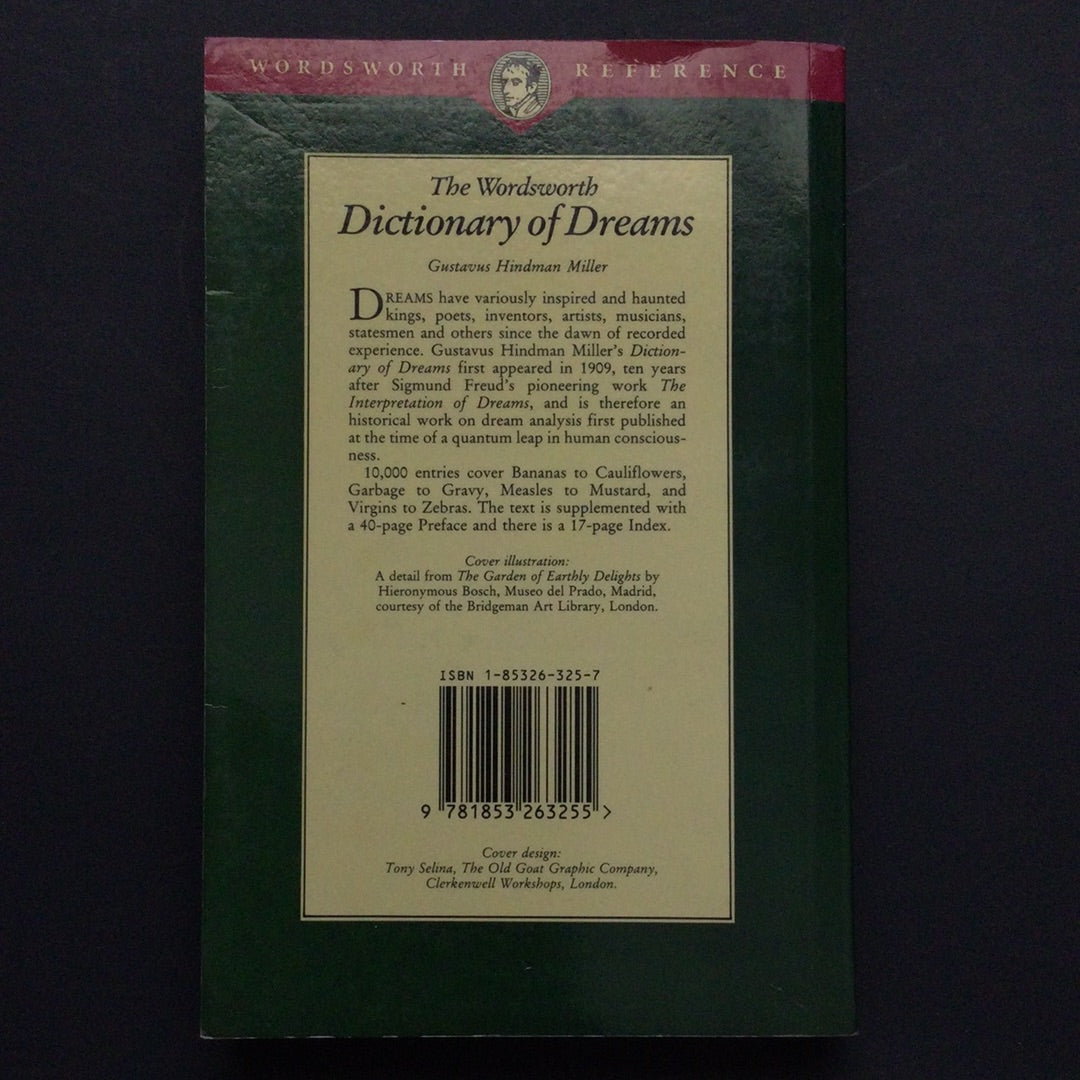 WORDSWORTH REFERENCE
The Wordsworth
Dictionary of Dreams
Gustavus Hindman Miller
DREAMS have variously inspired and haunted
kings, poets, inventors, artists, musicians,
statesmen and others since the dawn of recorded
experience. Gustavus Hindman Miller's Diction-
ary of Dreams first appeared in 1909, ten years
after Sigmund Freud's pioneering work The
Interpretation of Dreams, and is therefore an
historical work on dream analysis first published
at the time of a quantum leap in human conscious-
ness.
10,000 entries cover Bananas to Cauliflowers,
Garbage to Gravy, Measles to Mustard, and
Virgins to Zebras. The text is supplemented with
a 40-page Preface and there is a 17-page Index.
Cover illustration:
A detail from The Garden of Earthly Delights by
Hieronymous Bosch, Museo del Prado, Madrid,
courtesy of the Bridgeman Art Library, London.
ISBN 1-85326-325-7
9 781853 263255 >
Cover design:
Tony Selina, The Old Goat Graphic Company,
Clerkenwell Workshops, London.